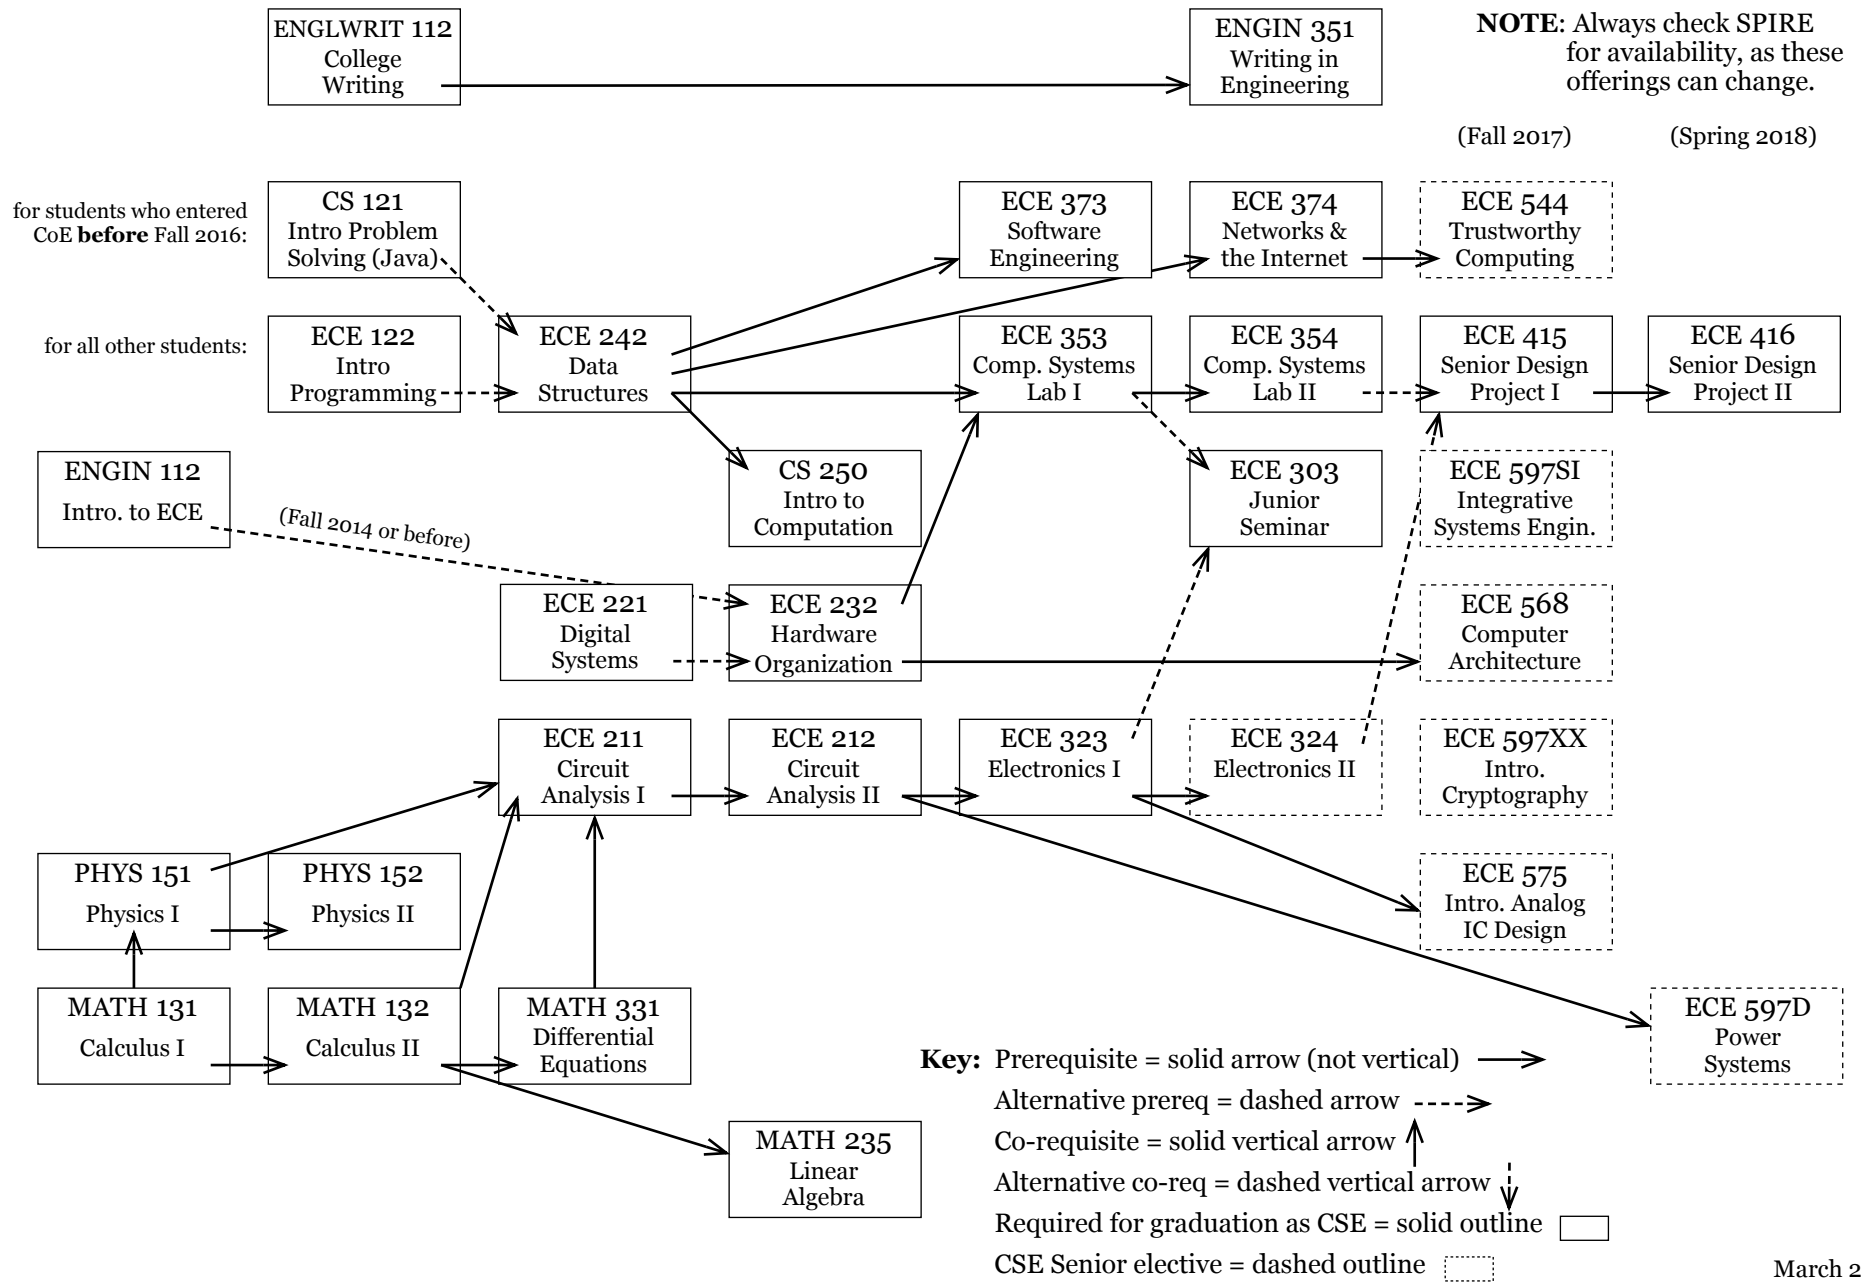 ENGLWRIT 112
College
Writing
ENGIN 351
Writing in
Engineering
NOTE: Always check SPIRE
for availability, as these
offerings can change.
(Fall 2017)
(Spring 2018)
for students who entered
CoE before Fall 2016:
CS 121
Intro Problem
Solving (Java)
ECE 373
Software
Engineering
ECE 374
Networks &
the Internet
ECE 544
Trustworthy
Computing
for all other students:
ECE 122
Intro
Programming
ECE 242
Data
Structures
ECE 353
Comp. Systems
Lab I
ECE 354
Comp. Systems
Lab II
ECE 415
Senior Design
Project I
ECE 416
Senior Design
Project II
ENGIN 112
Intro. to ECE
(Fall 2014 or before)
CS 250
Intro to
Computation
ECE 303
Junior
Seminar
ECE 597SI
Integrative
Systems Engin.
ECE 221
Digital
Systems
ECE 232
Hardware
Organization
ECE 568
Computer
Architecture
ECE 211
Circuit
Analysis I
ECE 212
Circuit
Analysis II
ECE 323
Electronics I
ECE 324
Electronics II
ECE 597XX
Intro.
Cryptography
PHYS 151
Physics I
PHYS 152
Physics II
ECE 575
Intro. Analog
IC Design
MATH 131
Calculus I
MATH 132
Calculus II
MATH 331
Differential
Equations
ECE 597D
Power
Systems
MATH 235
Linear
Algebra
Key: Prerequisite = solid arrow (not vertical)
Alternative prereq = dashed arrow
Co-requisite = solid vertical arrow
Alternative co-req = dashed vertical arrow
Required for graduation as CSE = solid outline
CSE Senior elective = dashed outline
March 2